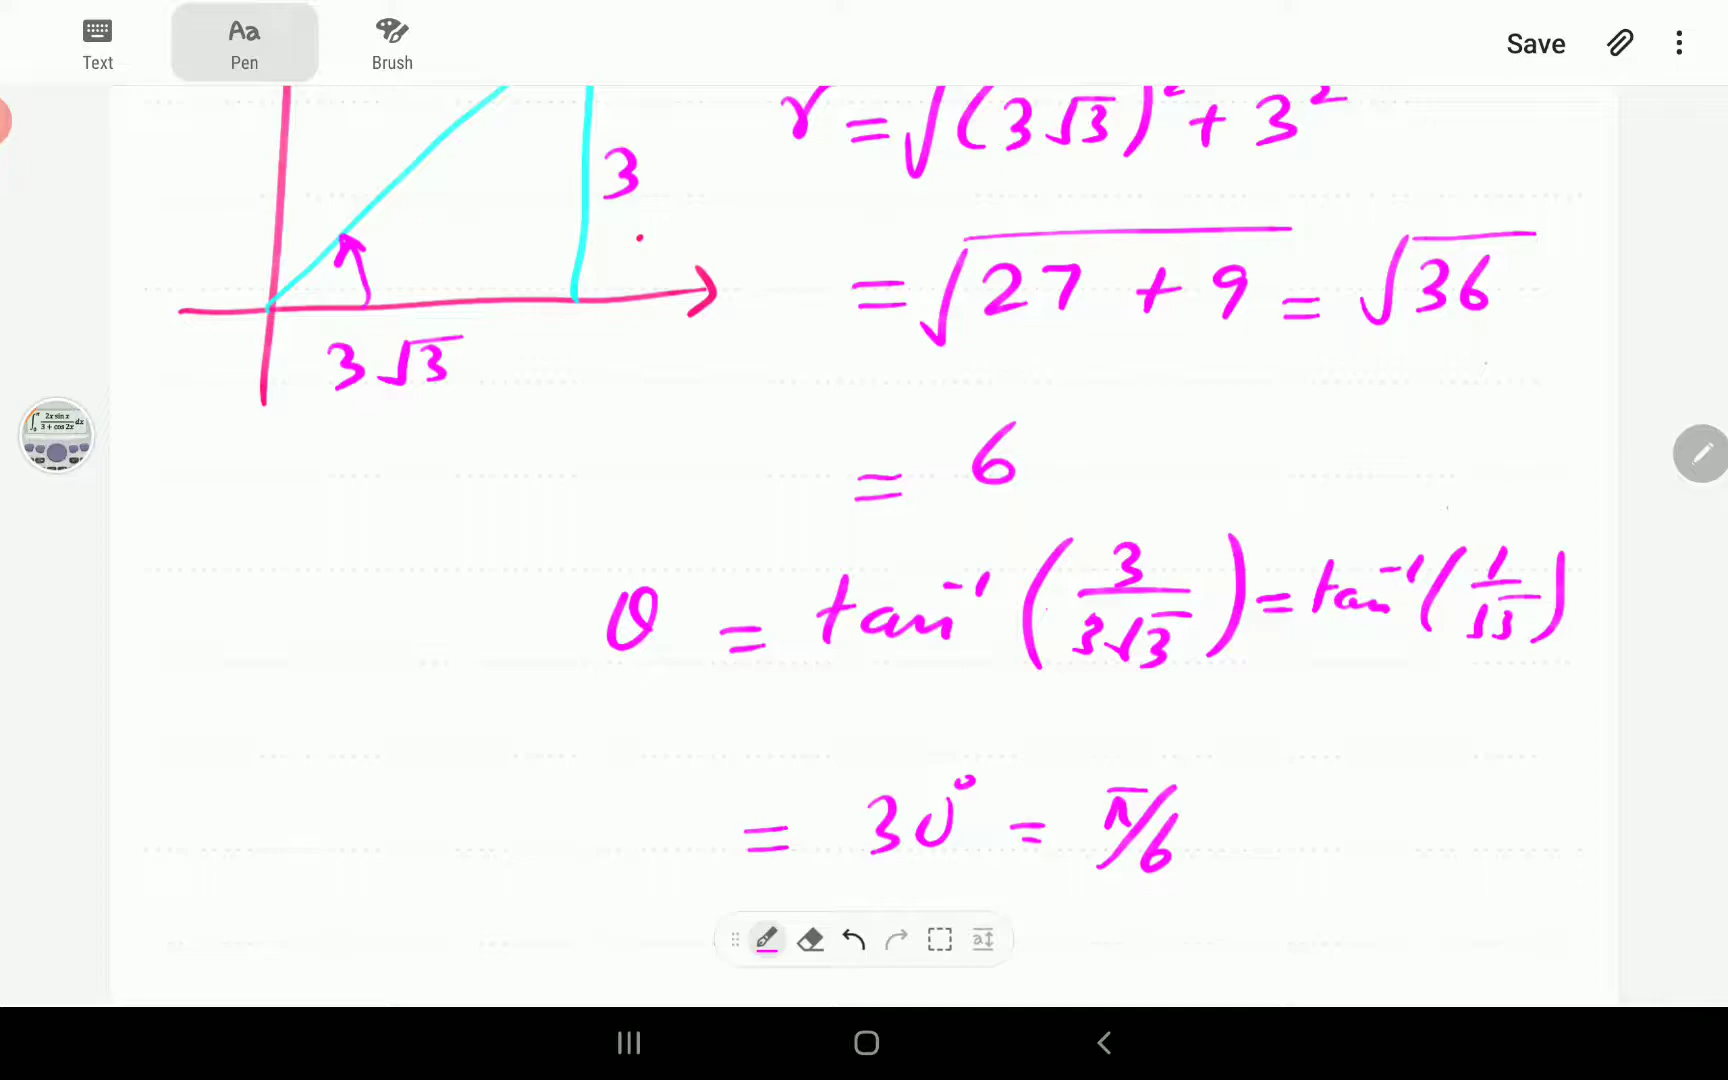 Text
Aa
Pen
Brush
Save
r = √(3√3)² + 3²
3
= √27 + 9 = √36
3√3
= 6
θ = tan⁻¹ (3/3√3) = tan⁻¹ (1/√3)
= 30° = π/6